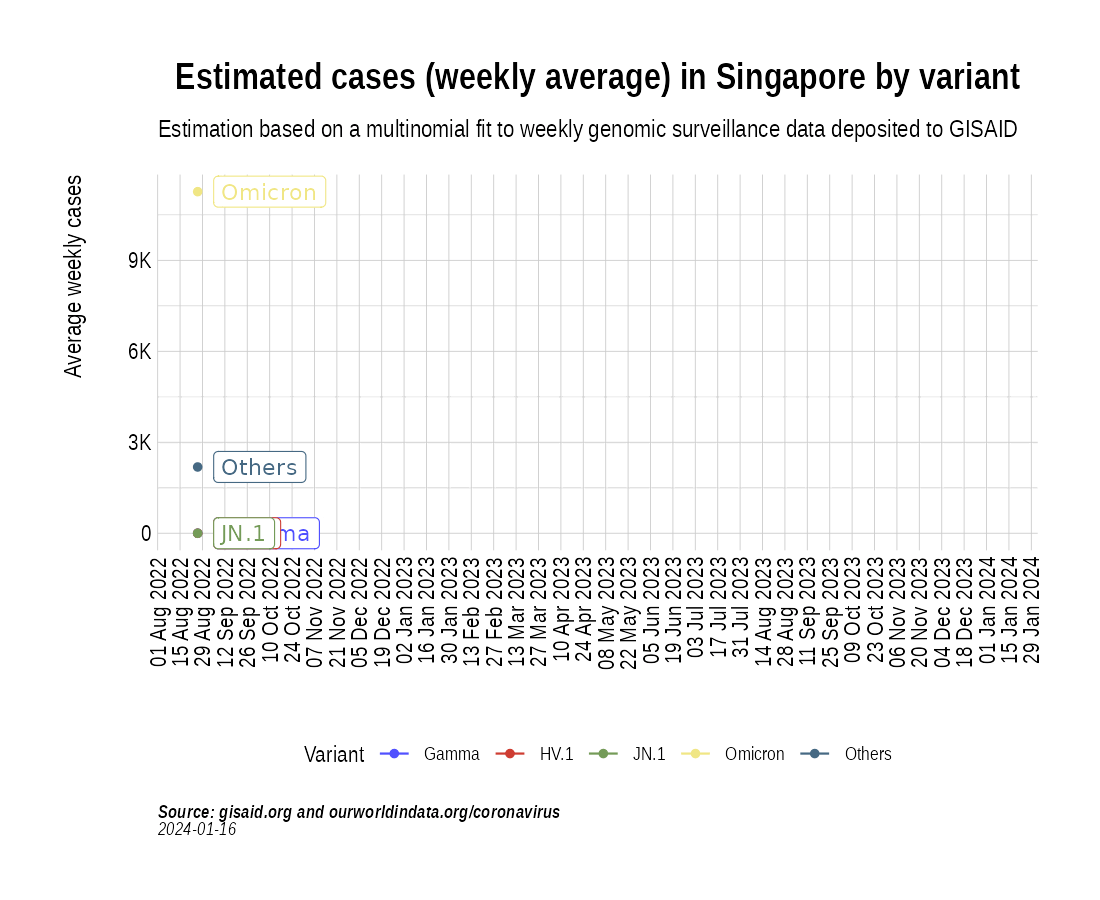 Estimated cases (weekly average) in Singapore by variant
Estimation based on a multinomial fit to weekly genomic surveillance data deposited to GISAID
Average weekly cases
Omicron
9K
6K
3K
Others
0
JN.1
ma
01 Aug 2022
15 Aug 2022
29 Aug 2022
12 Sep 2022
26 Sep 2022
10 Oct 2022
24 Oct 2022
07 Nov 2022
21 Nov 2022
05 Dec 2022
19 Dec 2022
02 Jan 2023
16 Jan 2023
30 Jan 2023
13 Feb 2023
27 Feb 2023
13 Mar 2023
27 Mar 2023
10 Apr 2023
24 Apr 2023
08 May 2023
22 May 2023
05 Jun 2023
19 Jun 2023
03 Jul 2023
17 Jul 2023
31 Jul 2023
14 Aug 2023
28 Aug 2023
11 Sep 2023
25 Sep 2023
09 Oct 2023
23 Oct 2023
06 Nov 2023
20 Nov 2023
04 Dec 2023
18 Dec 2023
01 Jan 2024
15 Jan 2024
29 Jan 2024
Variant Gamma HV.1 JN.1 Omicron Others
Source: gisaid.org and ourworldindata.org/coronavirus
2024-01-16